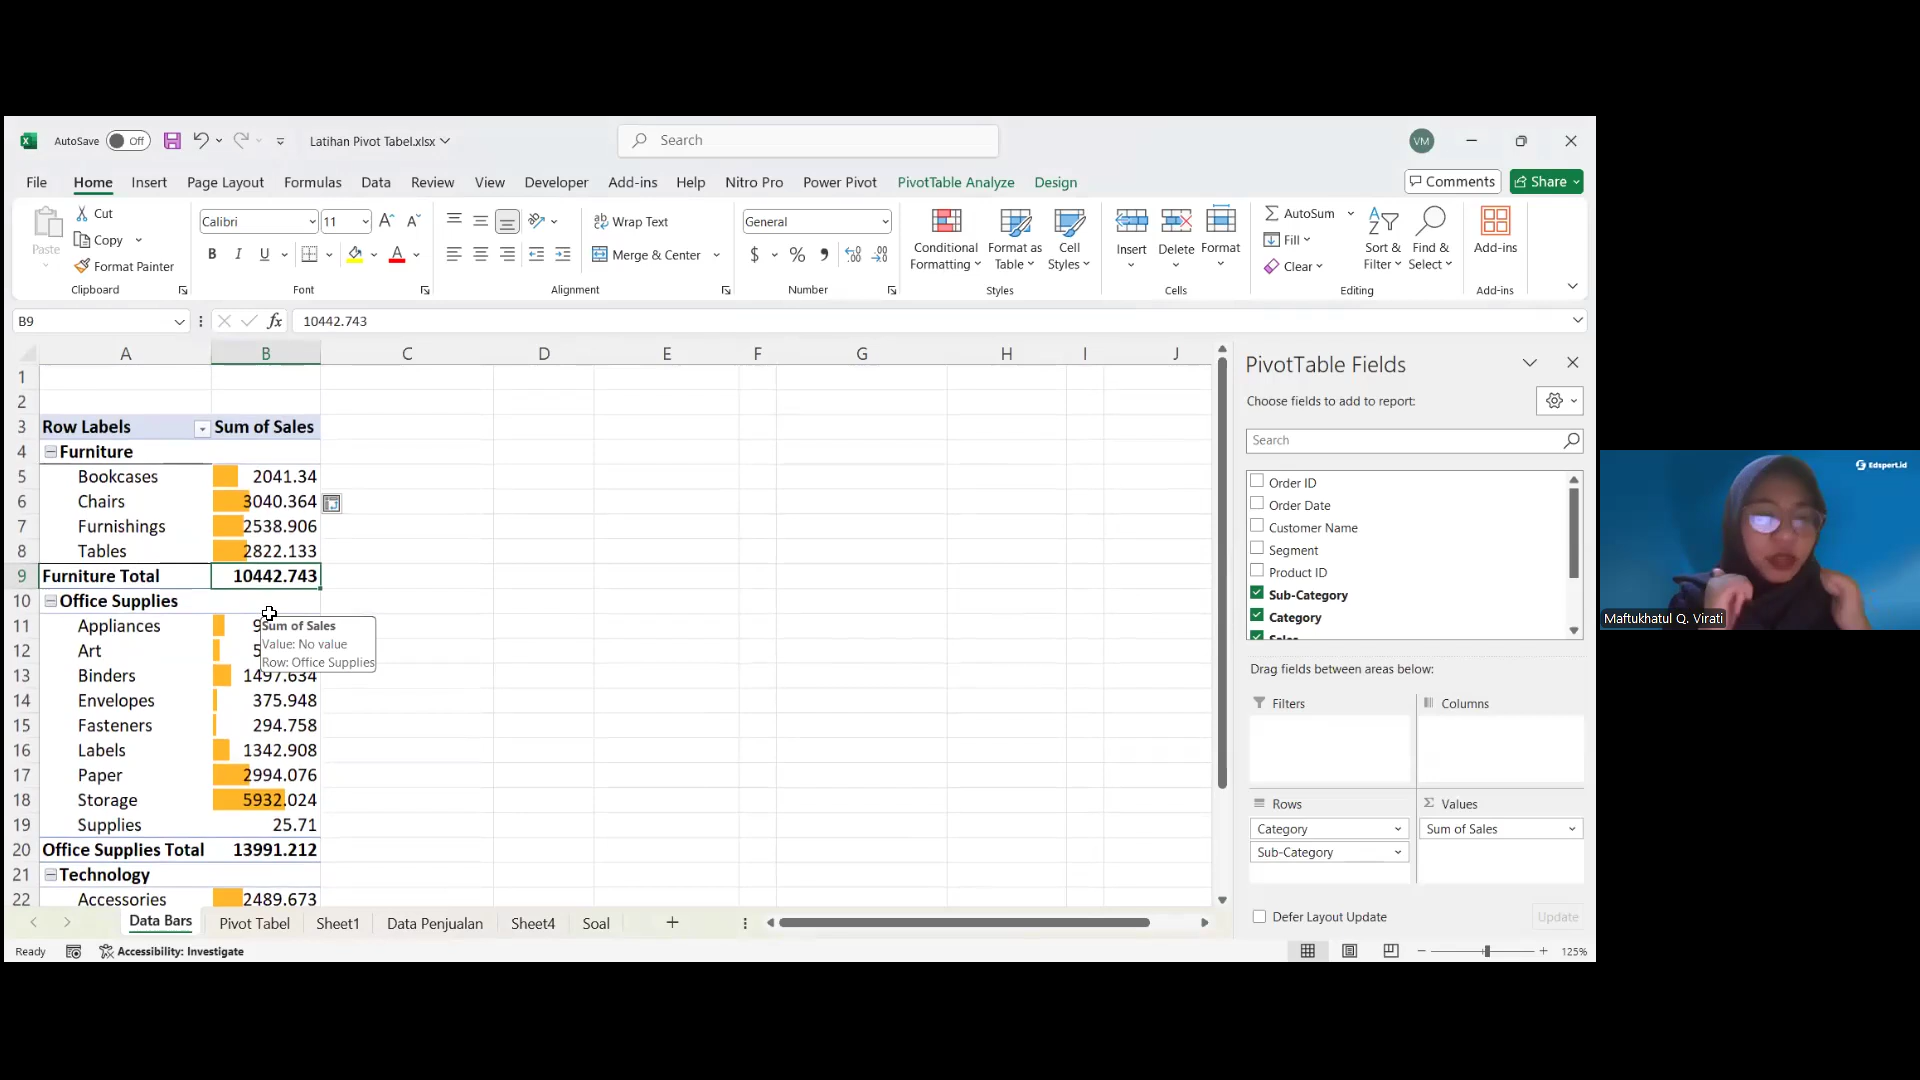 AutoSave Off Latihan Pivot Tabel.xlsx Search VM
File Home Insert Page Layout Formulas Data Review View Developer Add-ins Help Nitro Pro Power Pivot PivotTable Analyze Design Comments Share
Paste Cut Copy Format Painter Clipboard
Calibri 11 B I U Font
Wrap Text Merge & Center Alignment
General $ % Number
Conditional Formatting Format as Table Cell Styles Styles
Insert Delete Format Cells
AutoSum Fill Clear Sort & Filter Find & Select Editing
Add-ins Add-ins
B9 fx 10442.743
A B C D E F G H I J
1
2
3 Row Labels Sum of Sales
4 Furniture
5 Bookcases 2041.34
6 Chairs 3040.364
7 Furnishings 2538.906
8 Tables 2822.133
9 Furniture Total 10442.743
10 Office Supplies
11 Appliances 9
12 Art 5
13 Binders 1497.634
14 Envelopes 375.948
15 Fasteners 294.758
16 Labels 1342.908
17 Paper 2994.076
18 Storage 5932.024
19 Supplies 25.71
20 Office Supplies Total 13991.212
21 Technology
22 Accessories 2489.673
Sum of Sales
Value: No value
Row: Office Supplies
PivotTable Fields
Choose fields to add to report:
Search
Order ID
Order Date
Customer Name
Segment
Product ID
Sub-Category
Category
Sales
Drag fields between areas below:
Filters Columns
Rows Values
Category Sum of Sales
Sub-Category
Defer Layout Update Update
Data Bars Pivot Tabel Sheet1 Data Penjualan Sheet4 Soal
Ready Accessibility: Investigate 125%
Edspert.id
Maftukhatul Q. Virati